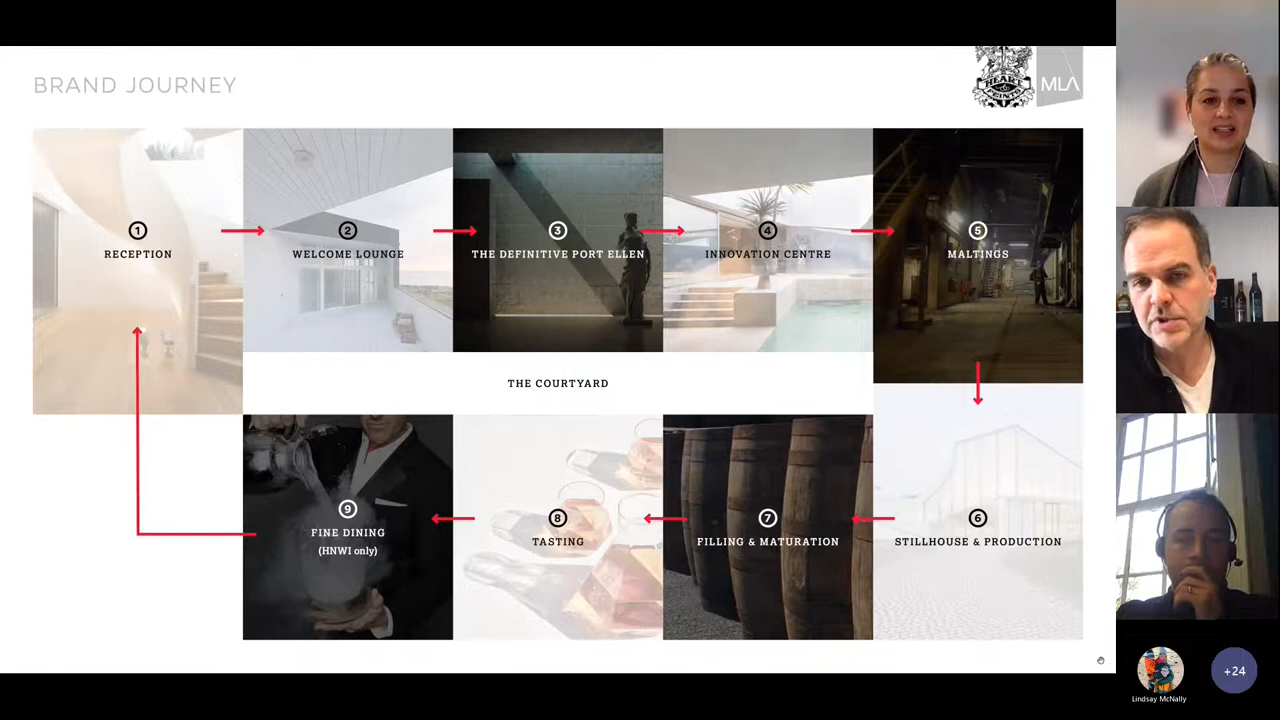 BRAND JOURNEY
HEART
MLA
1
RECEPTION
2
WELCOME LOUNGE
3
THE DEFINITIVE PORT ELLEN
4
INNOVATION CENTRE
5
MALTINGS
THE COURTYARD
9
FINE DINING
(HNWI only)
8
TASTING
7
FILLING & MATURATION
6
STILLHOUSE & PRODUCTION
+24
Lindsay McNally